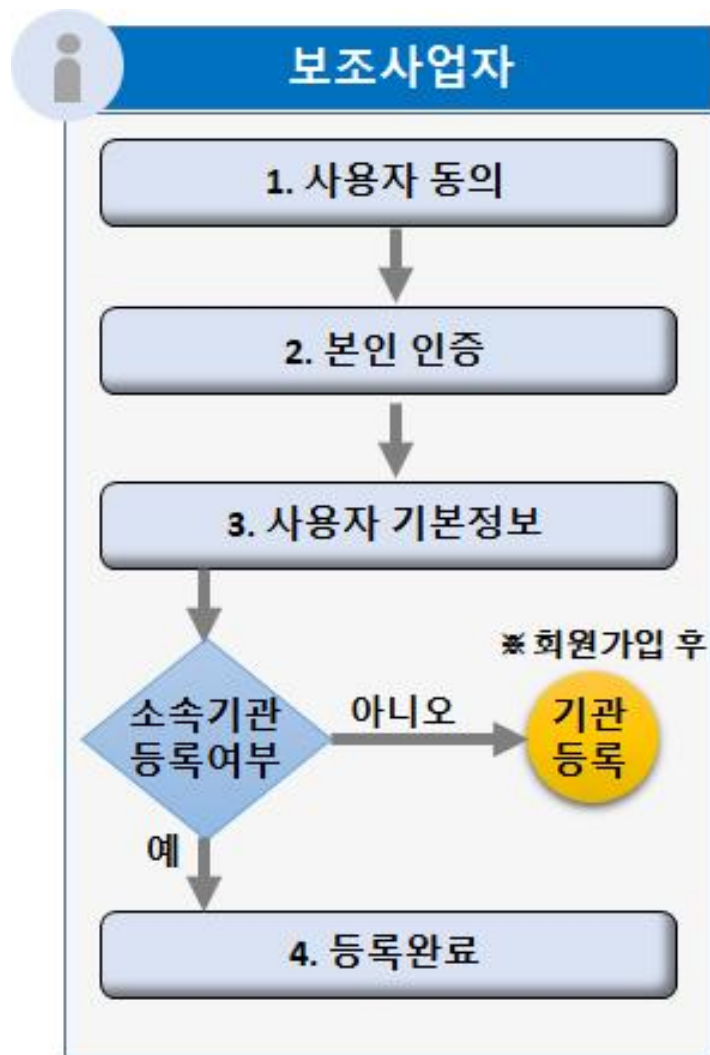 보조사업자
1. 사용자 동의
2. 본인 인증
3. 사용자 기본정보
※ 회원가입 후
소속기관
등록여부
아니오
기관
등록
예
4. 등록완료